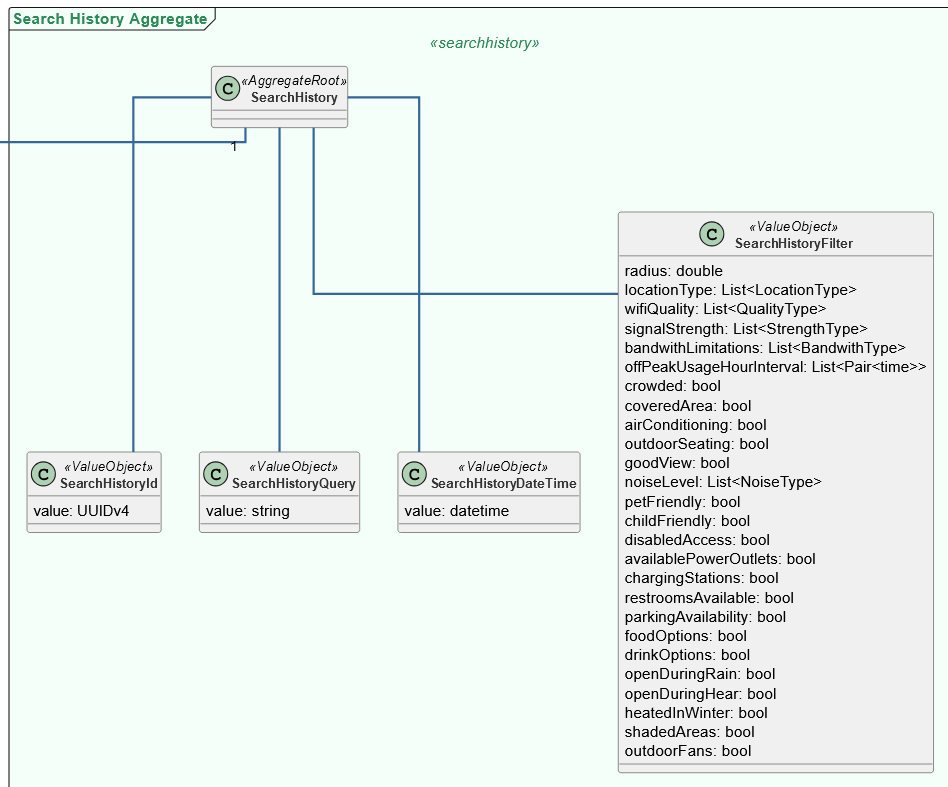 Search History Aggregate
«searchhistory»
C
«AggregateRoot»
SearchHistory
1
C
«ValueObject»
SearchHistoryFilter
radius: double
locationType: List<LocationType>
wifiQuality: List<QualityType>
signalStrength: List<StrengthType>
bandwithLimitations: List<BandwithType>
offPeakUsageHourInterval: List<Pair<time>>
crowded: bool
coveredArea: bool
airConditioning: bool
outdoorSeating: bool
goodView: bool
noiseLevel: List<NoiseType>
petFriendly: bool
childFriendly: bool
disabledAccess: bool
availablePowerOutlets: bool
chargingStations: bool
restroomsAvailable: bool
parkingAvailability: bool
foodOptions: bool
drinkOptions: bool
openDuringRain: bool
openDuringHear: bool
heatedInWinter: bool
shadedAreas: bool
outdoorFans: bool
C
«ValueObject»
SearchHistoryId
value: UUIDv4
C
«ValueObject»
SearchHistoryQuery
value: string
C
«ValueObject»
SearchHistoryDateTime
value: datetime